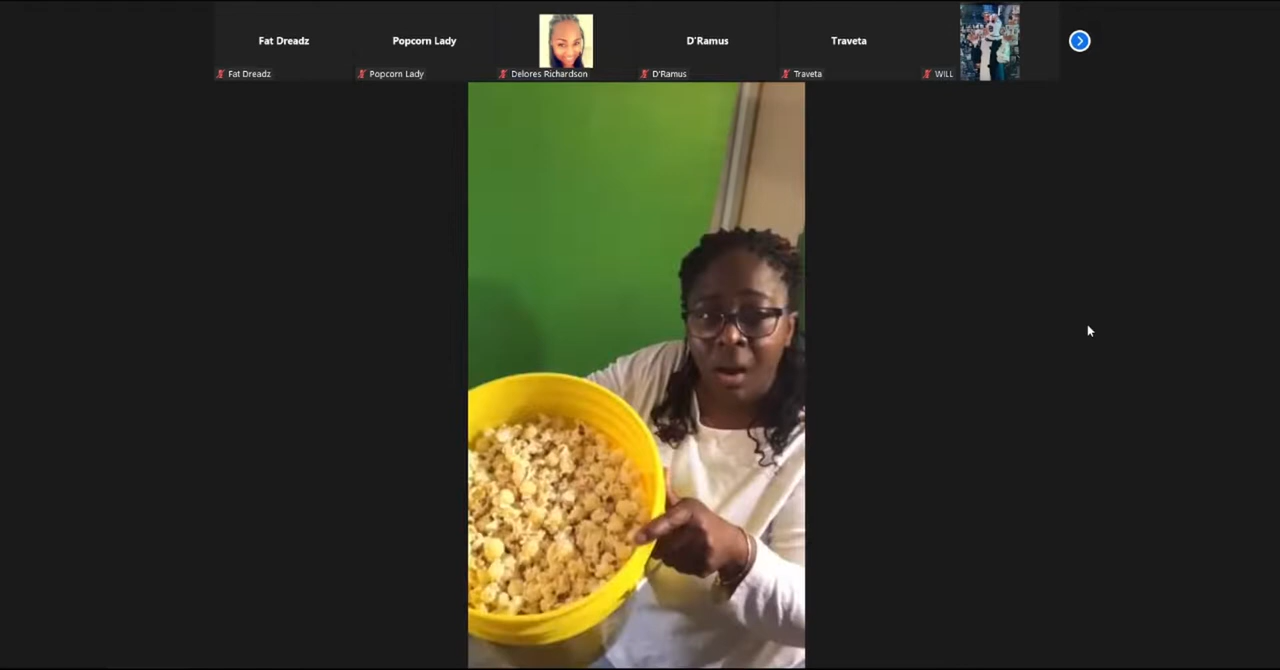 Fat Dreadz
Popcorn Lady
D'Ramus
Traveta
Fat Dreadz
Popcorn Lady
Delores Richardson
D'Ramus
Traveta
WILL